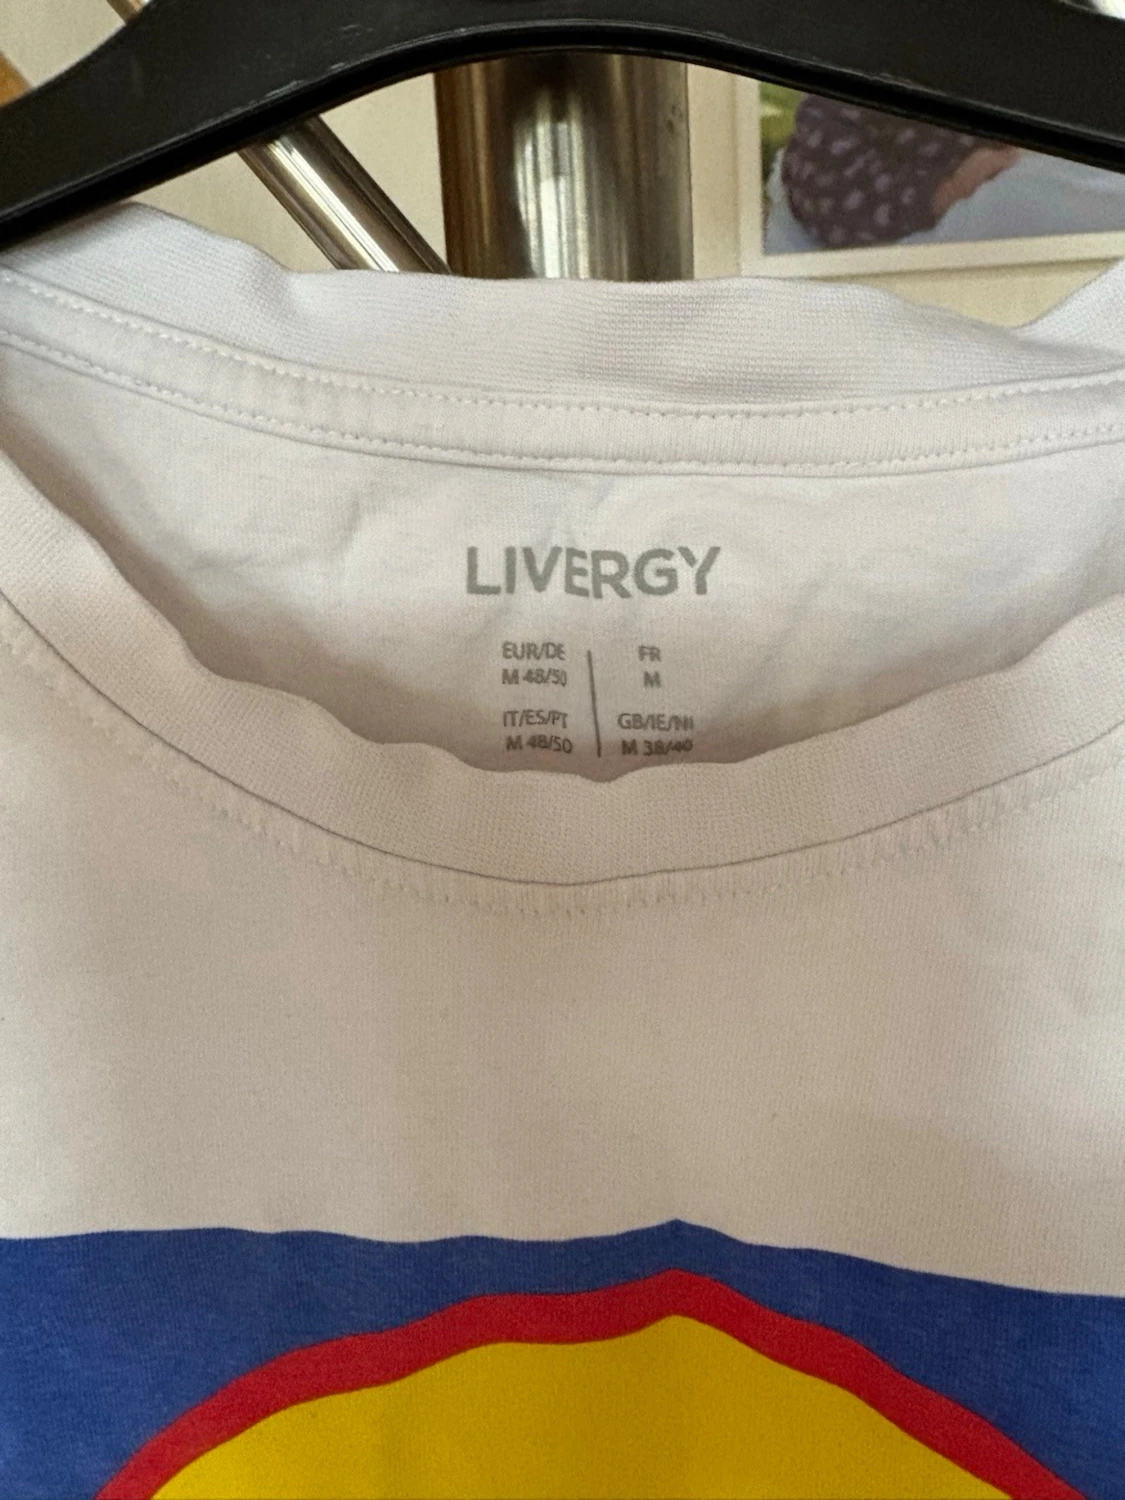 LIVERGY
EUR/DE
M 48/50
FR
M
IT/ES/PT
M 48/50
GB/IE/NI
M 38/40